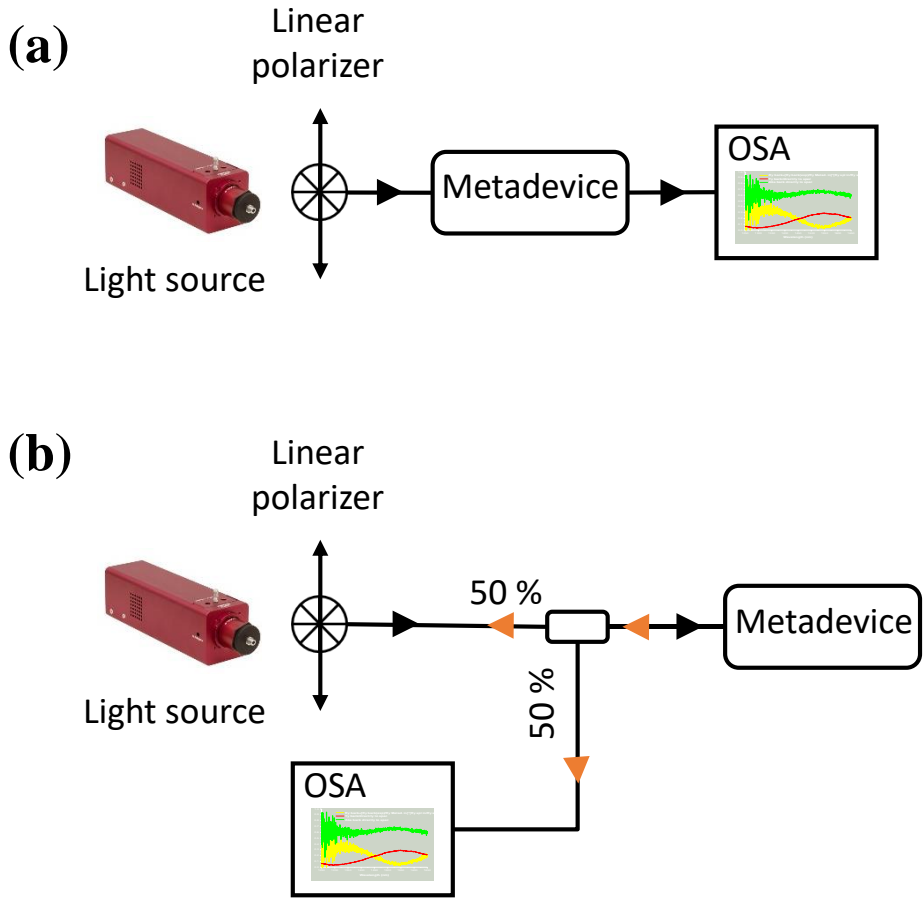 (a)
Linear
polarizer
Light source
Metadevice
OSA
(b)
Linear
polarizer
Light source
50 %
50 %
Metadevice
OSA